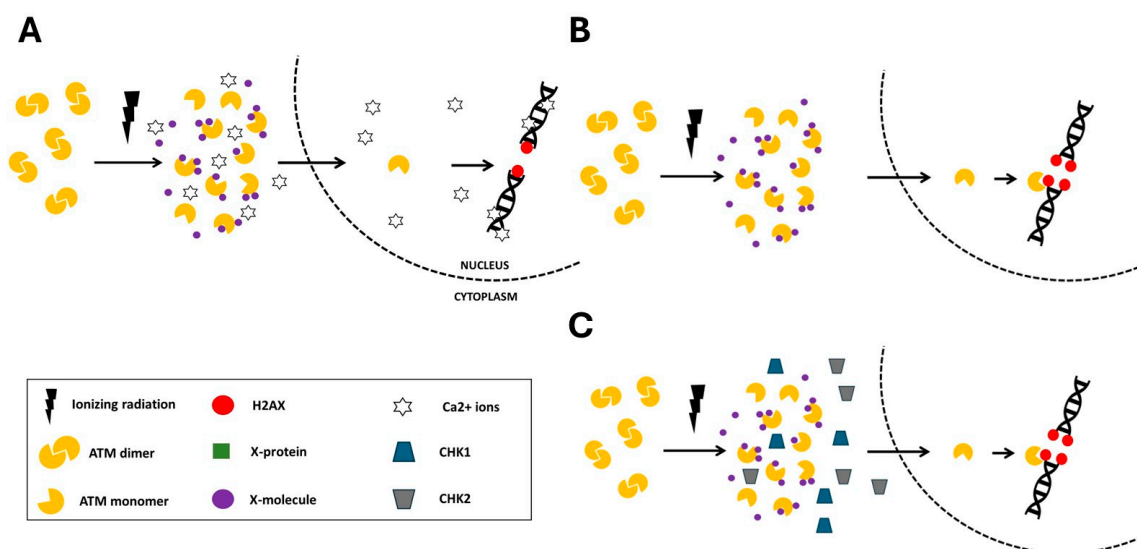 A
B
NUCLEUS
CYTOPLASM
C
Ionizing radiation
H2AX
Ca2+ ions
ATM dimer
X-protein
CHK1
ATM monomer
X-molecule
CHK2